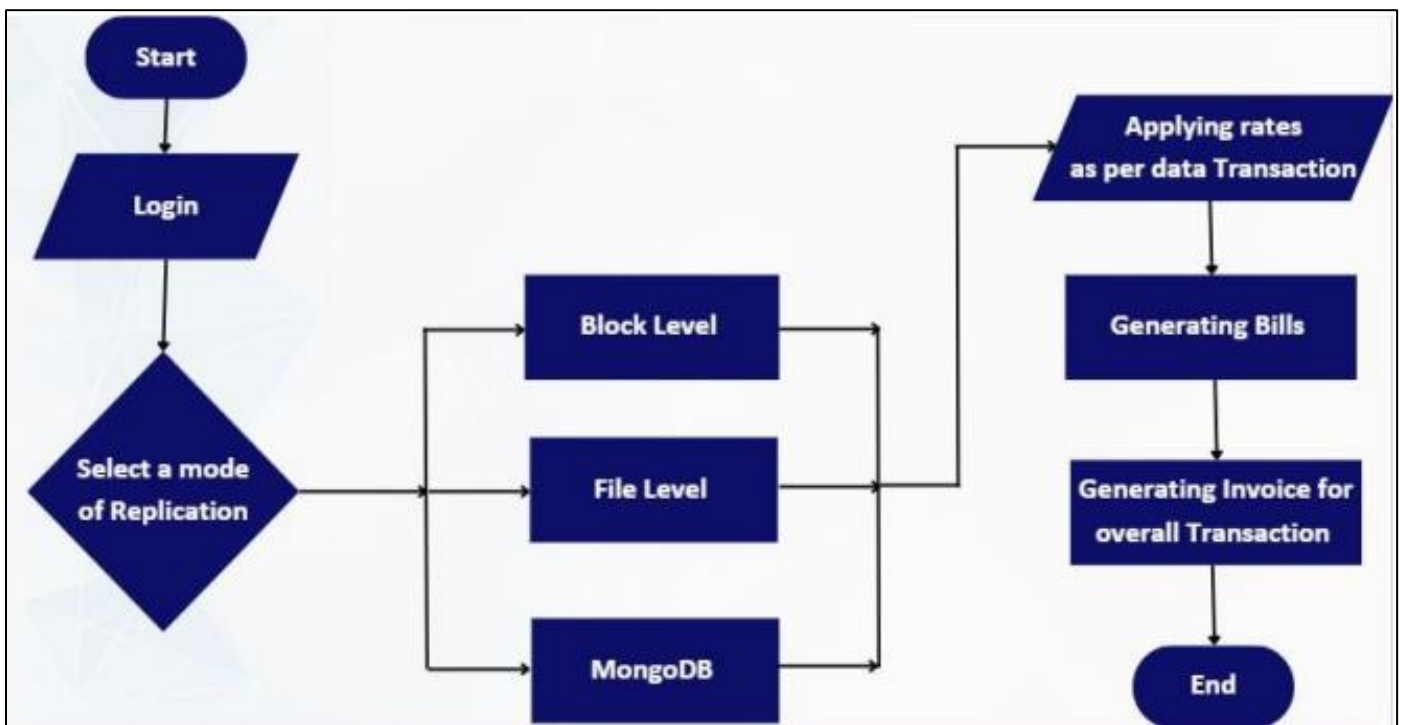 Start
Login
Select a mode
of Replication
Block Level
File Level
MongoDB
Applying rates
as per data Transaction
Generating Bills
Generating Invoice for
overall Transaction
End